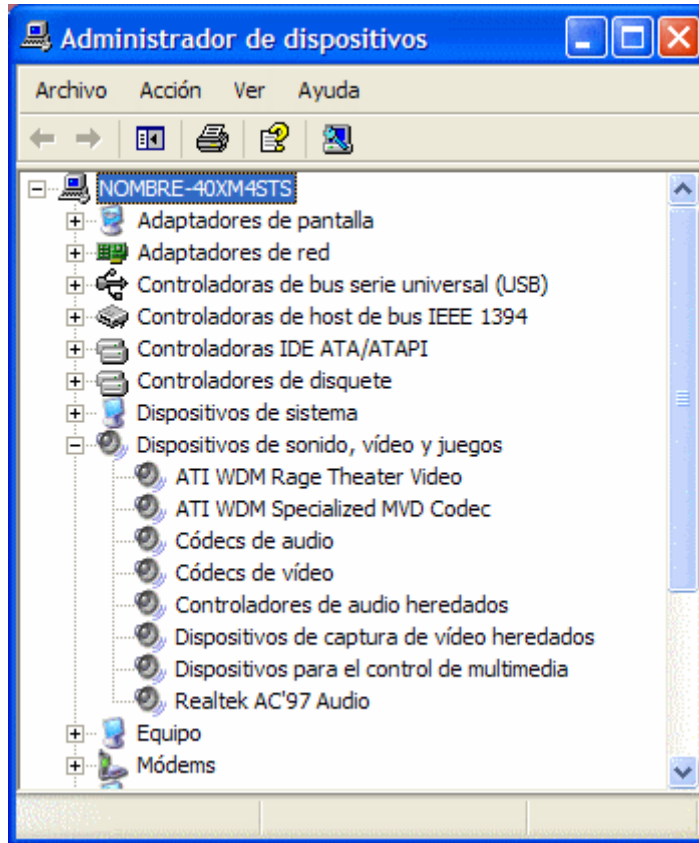 Administrador de dispositivos
Archivo Acción Ver Ayuda
NOMBRE-40XM4STS
Adaptadores de pantalla
Adaptadores de red
Controladoras de bus serie universal (USB)
Controladoras de host de bus IEEE 1394
Controladoras IDE ATA/ATAPI
Controladores de disquete
Dispositivos de sistema
Dispositivos de sonido, vídeo y juegos
ATI WDM Rage Theater Video
ATI WDM Specialized MVD Codec
Códecs de audio
Códecs de vídeo
Controladores de audio heredados
Dispositivos de captura de vídeo heredados
Dispositivos para el control de multimedia
Realtek AC'97 Audio
Equipo
Módems